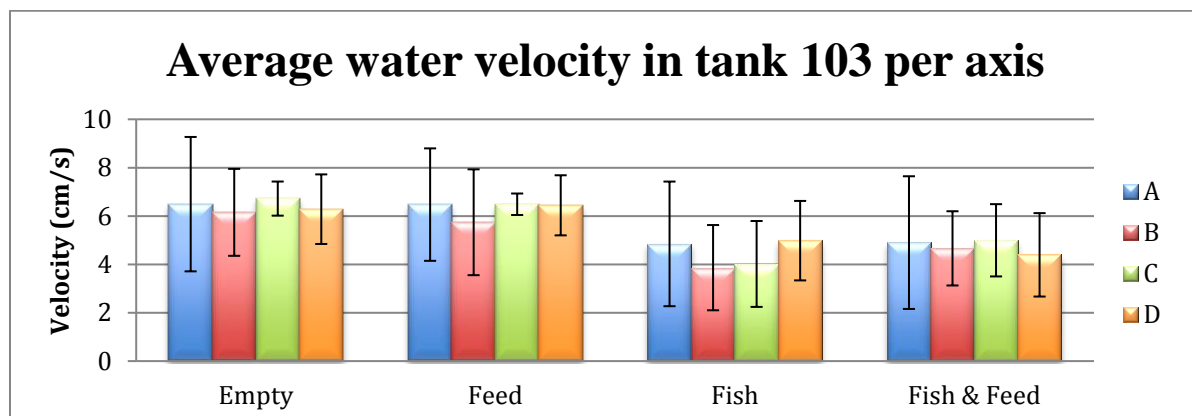 Average water velocity in tank 103 per axis
Velocity (cm/s)
10
8
6
4
2
0
Empty
Feed
Fish
Fish & Feed
A
B
C
D